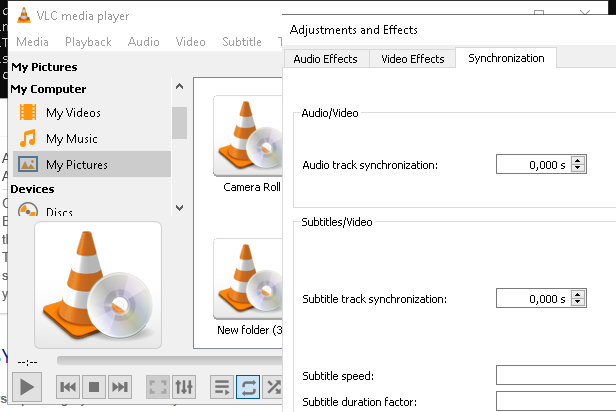 VLC media player
Media Playback Audio Video Subtitle
My Pictures
My Computer
My Videos
My Music
My Pictures
Devices
Discs
Camera Roll
New folder (3
--:--
Adjustments and Effects
Audio Effects Video Effects Synchronization
Audio/Video
Audio track synchronization: 0,000 s
Subtitles/Video
Subtitle track synchronization: 0,000 s
Subtitle speed:
Subtitle duration factor: